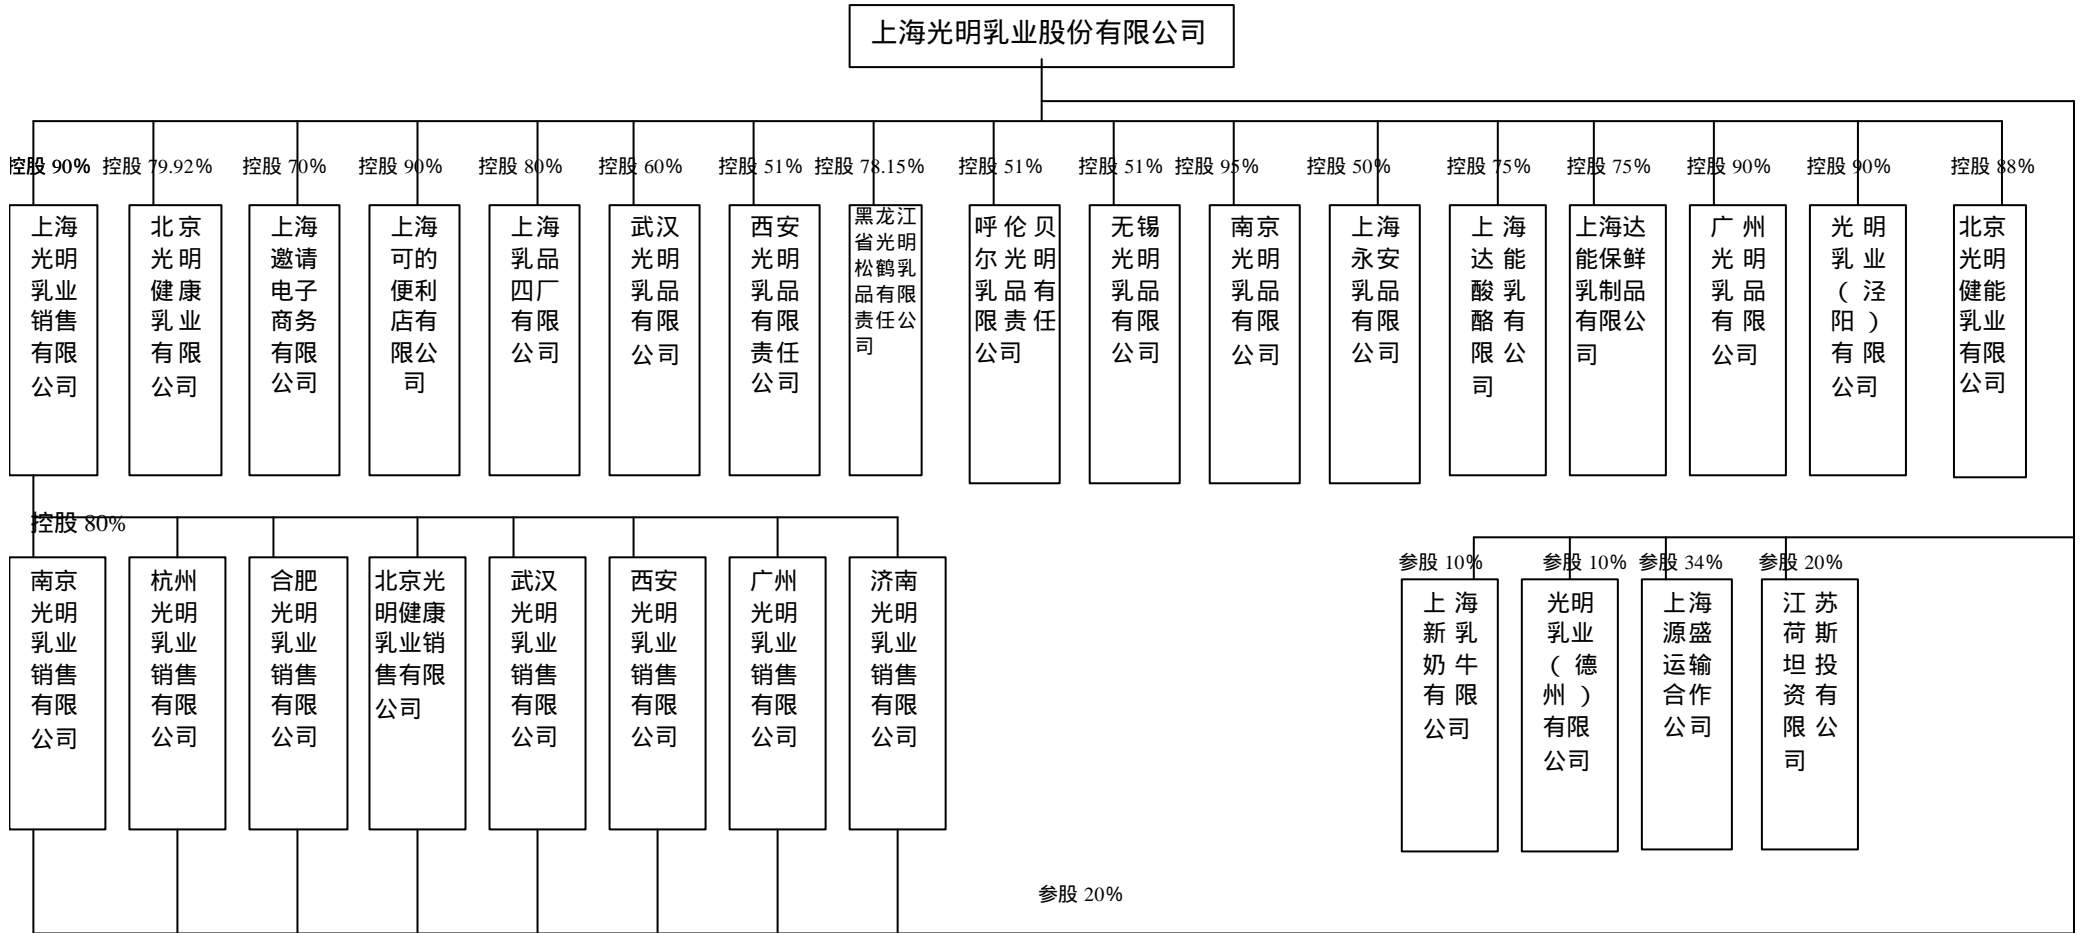 上海光明乳业股份有限公司
控股 90%
控股 79.92%
控股 70%
控股 90%
控股 80%
控股 60%
控股 51%
控股 78.15%
控股 51%
控股 51%
控股 95%
控股 50%
控股 75%
控股 75%
控股 90%
控股 90%
控股 88%
上海
光明
乳业
销售
有限
公司
北京
光明
健康
乳业
有限
公司
上海
邀请
电子
商务
有限
公司
上海
可的
便利
店有
限公
司
上海
乳品
四厂
有限
公司
武汉
光明
乳品
有限
公司
西安
光明
乳品
有限
责任
公司
黑龙江
省光明
松鹤乳
品有限
责任公
司
呼伦贝
尔光明
乳品有
限责任
公司
无锡
光明
乳品
有限
公司
南京
光明
乳品
有限
公司
上海
永安
乳品
有限
公司
上海
达能
酸乳
酪有
限公
司
上海达
能保鲜
乳制品
有限公
司
广州
光明
乳品
有限
公司
光明
乳业
(泾
阳)
有限
公司
北京
光明
健能
乳业
有限
公司
控股 80%
南京
光明
乳业
销售
有限
公司
杭州
光明
乳业
销售
有限
公司
合肥
光明
乳业
销售
有限
公司
北京光
明健康
乳业销
售有限
公司
武汉
光明
乳业
销售
有限
公司
西安
光明
乳业
销售
有限
公司
广州
光明
乳业
销售
有限
公司
济南
光明
乳业
销售
有限
公司
参股 10%
参股 10%
参股 34%
参股 20%
上海
新乳
奶牛
有限
公司
光明
乳业
(德
州)
有限
公司
上海
源盛
运输
合作
公司
江苏
荷斯
坦投
资有
限公
司
参股 20%